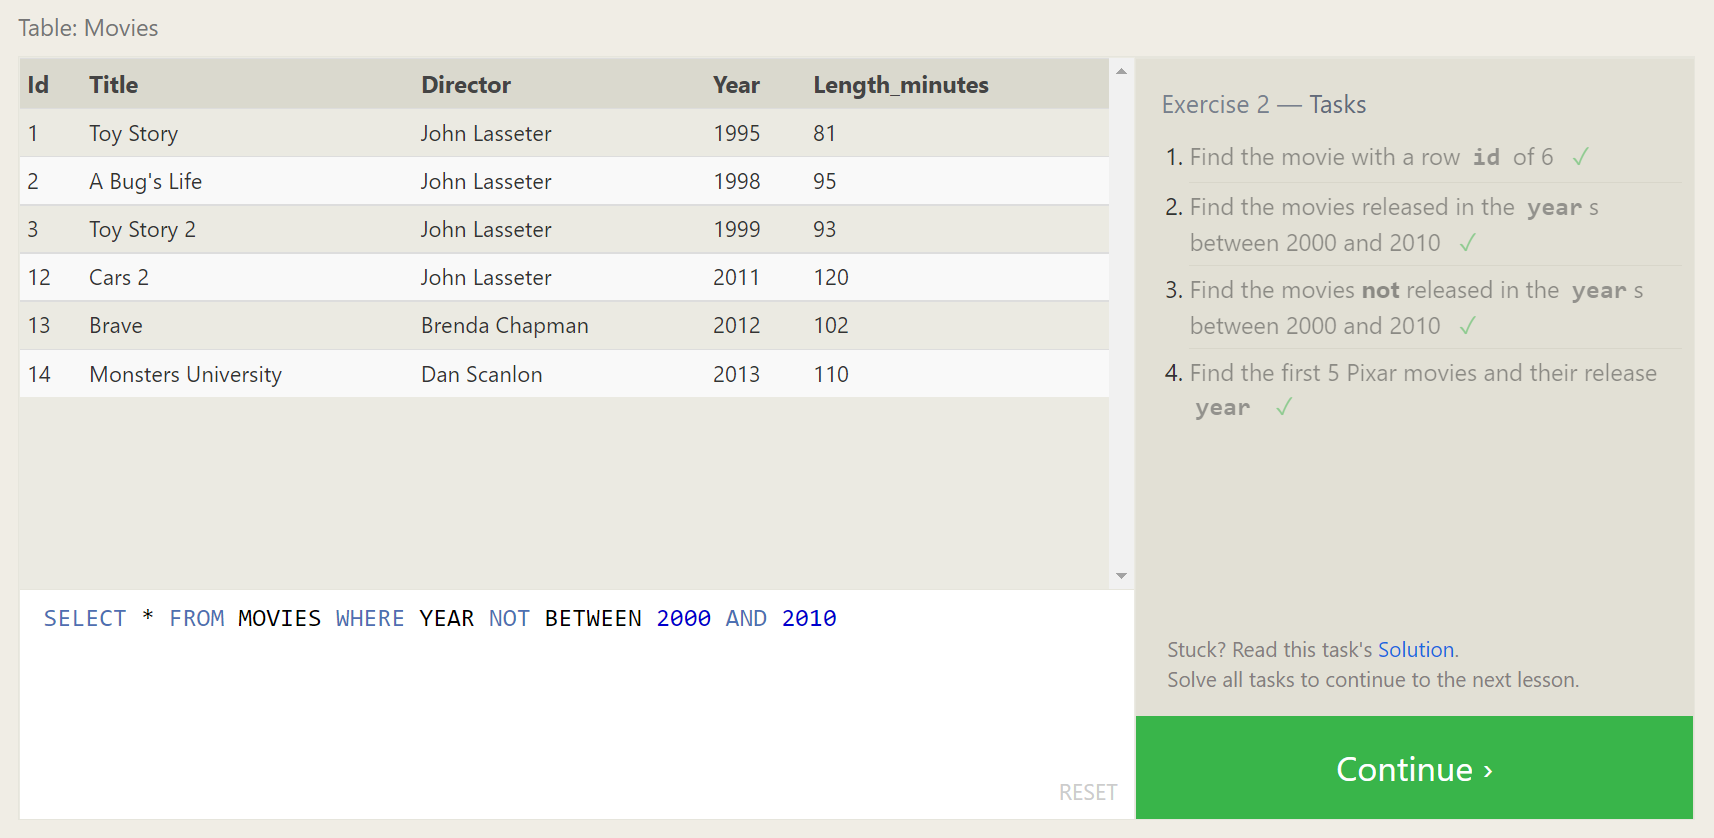 Table: Movies
Id Title Director Year Length_minutes
1 Toy Story John Lasseter 1995 81
2 A Bug's Life John Lasseter 1998 95
3 Toy Story 2 John Lasseter 1999 93
12 Cars 2 John Lasseter 2011 120
13 Brave Brenda Chapman 2012 102
14 Monsters University Dan Scanlon 2013 110
SELECT * FROM MOVIES WHERE YEAR NOT BETWEEN 2000 AND 2010
RESET
Exercise 2 — Tasks
1. Find the movie with a row id of 6 ✓
2. Find the movies released in the year s
between 2000 and 2010 ✓
3. Find the movies not released in the year s
between 2000 and 2010 ✓
4. Find the first 5 Pixar movies and their release
year ✓
Stuck? Read this task's Solution.
Solve all tasks to continue to the next lesson.
Continue ›